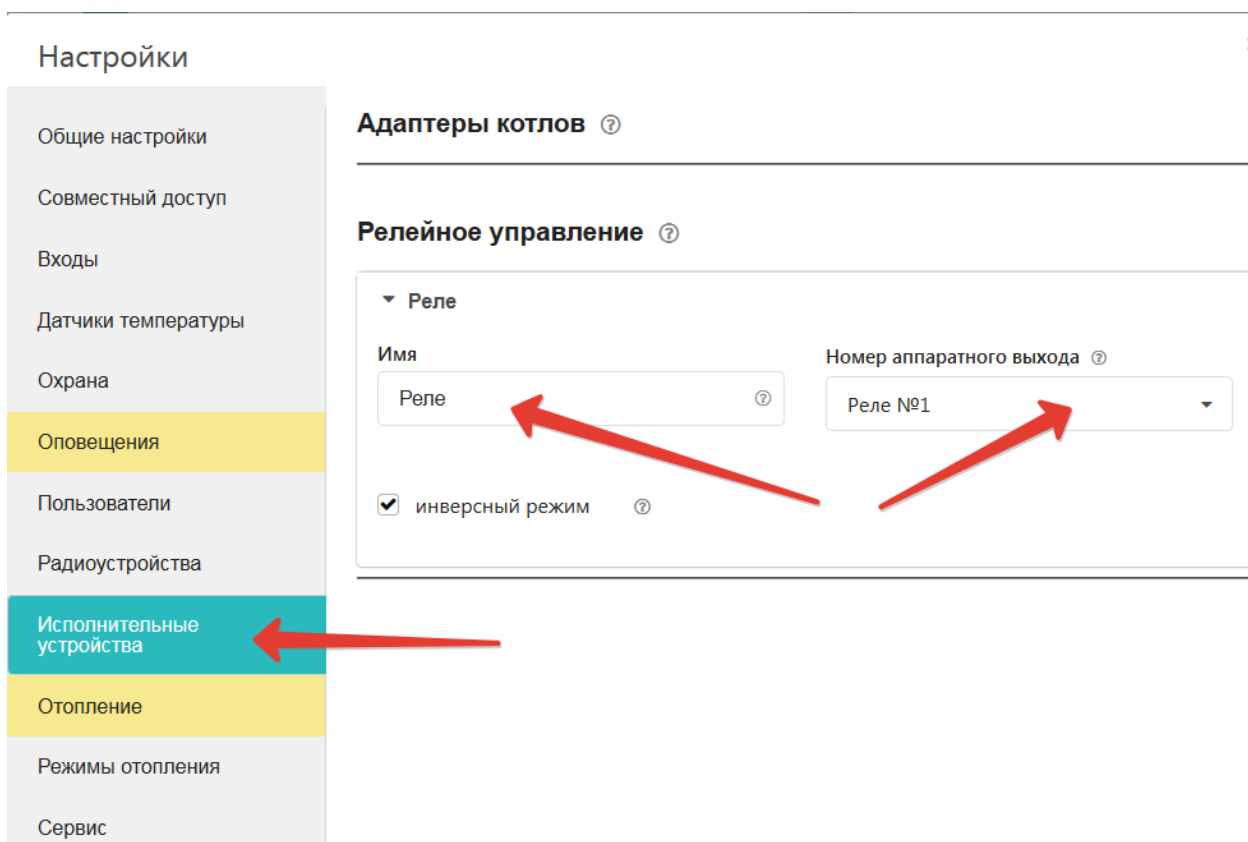 Настройки
Общие настройки
Совместный доступ
Входы
Датчики температуры
Охрана
Оповещения
Пользователи
Радиоустройства
Исполнительные
устройства
Отопление
Режимы отопления
Сервис
Адаптеры котлов ?
Релейное управление ?
Реле
Имя
Реле ?
Номер аппаратного выхода ?
Реле №1
инверсный режим ?